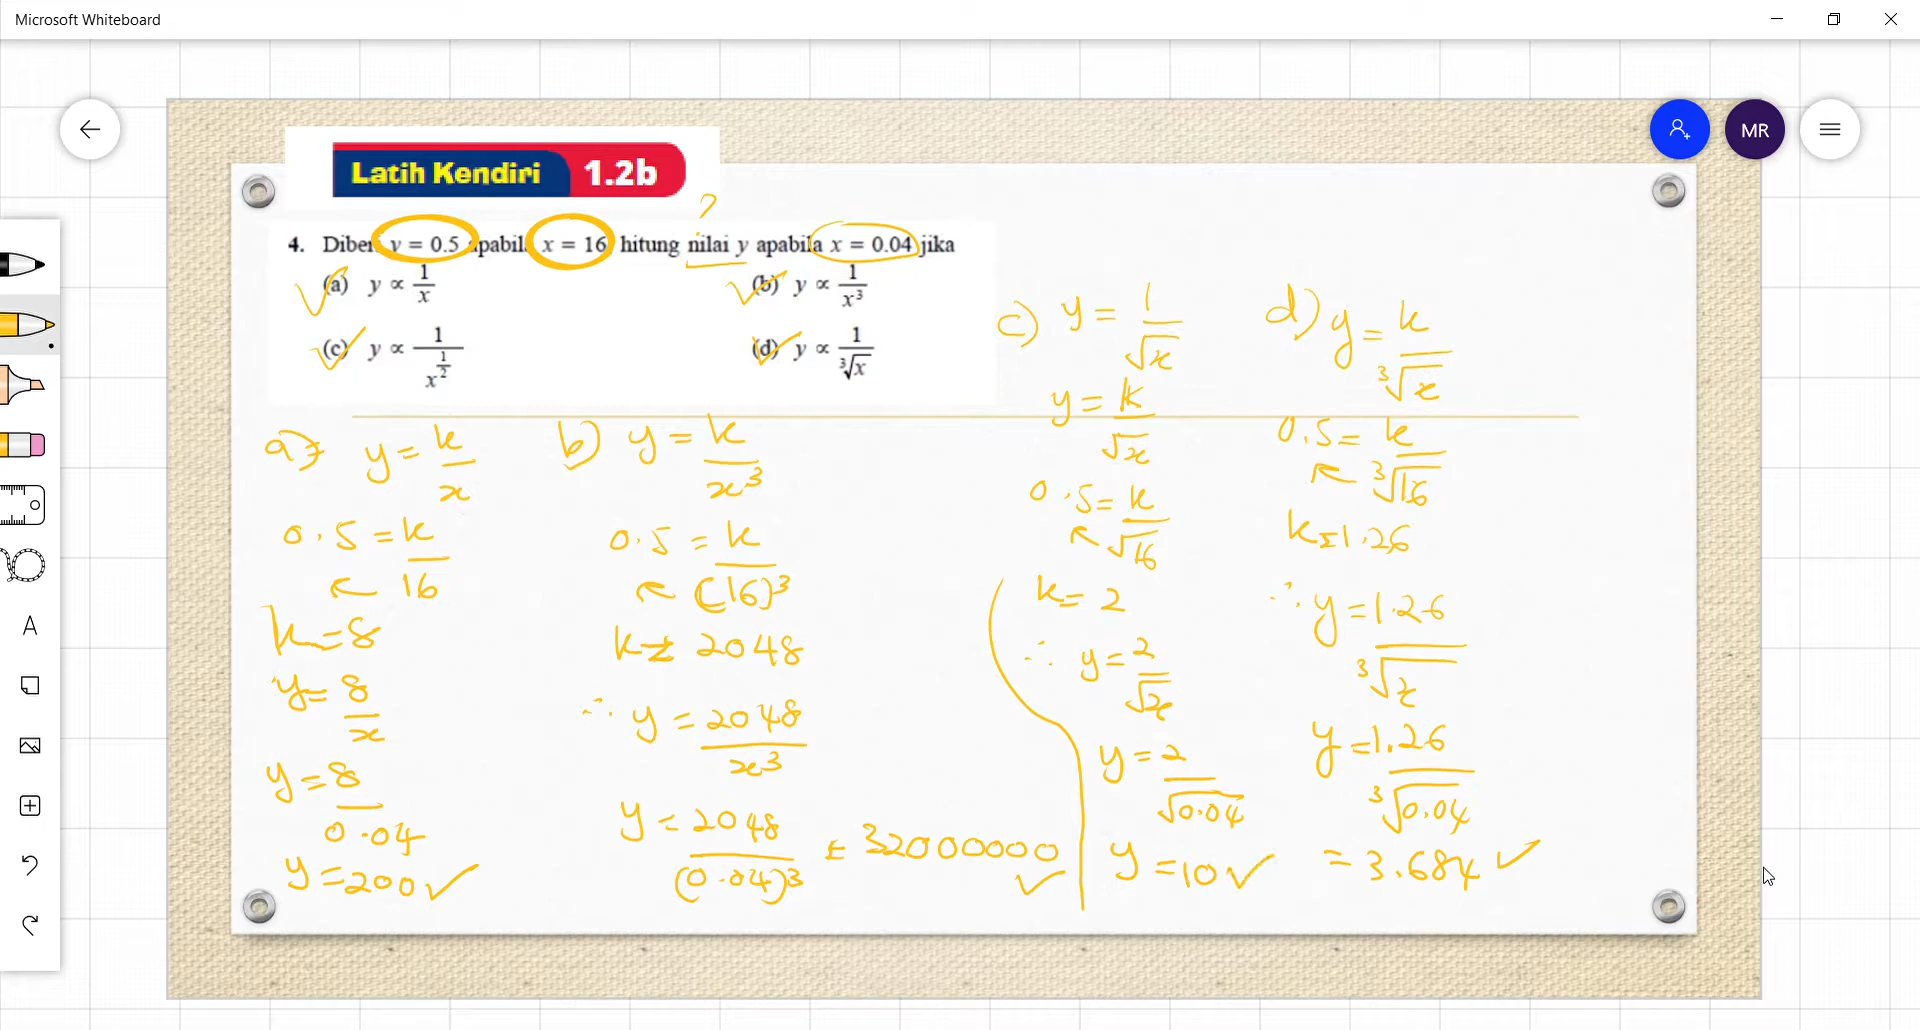 Microsoft Whiteboard
MR
Latih Kendiri 1.2b
?
4. Diberi y = 0.5 apabila x = 16, hitung nilai y apabila x = 0.04 jika
(a) y ∝ 1/x
(b) y ∝ 1/x³
(c) y ∝ 1/x^(1/2)
(d) y ∝ 1/∛x
a) y = k/x
0.5 = k/16
k = 8
y = 8/x
y = 8/0.04
y = 200 ✓
b) y = k/x³
0.5 = k/(16)³
k = 2048
∴ y = 2048/x³
y = 2048/(0.04)³ = 32000000 ✓
c) y = 1/√x
y = k/√x
0.5 = k/√16
k = 2
∴ y = 2/√x
y = 2/√0.04
y = 10 ✓
d) y = k/∛x
0.5 = k/∛16
k = 1.26
∴ y = 1.26/∛x
y = 1.26/∛0.04
= 3.684 ✓